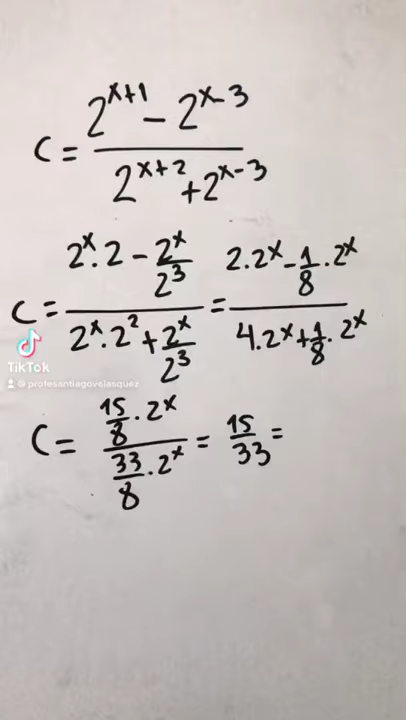 C = (2^(x+1) - 2^(x-3)) / (2^(x+2) + 2^(x-3))
C = (2^x · 2 - 2^x/2^3) / (2^x · 2^2 + 2^x/2^3) = (2 · 2^x - 1/8 · 2^x) / (4 · 2^x + 1/8 · 2^x)
TikTok
@profesantiagovelasquez
C = (15/8 · 2^x) / (33/8 · 2^x) = 15/33 =